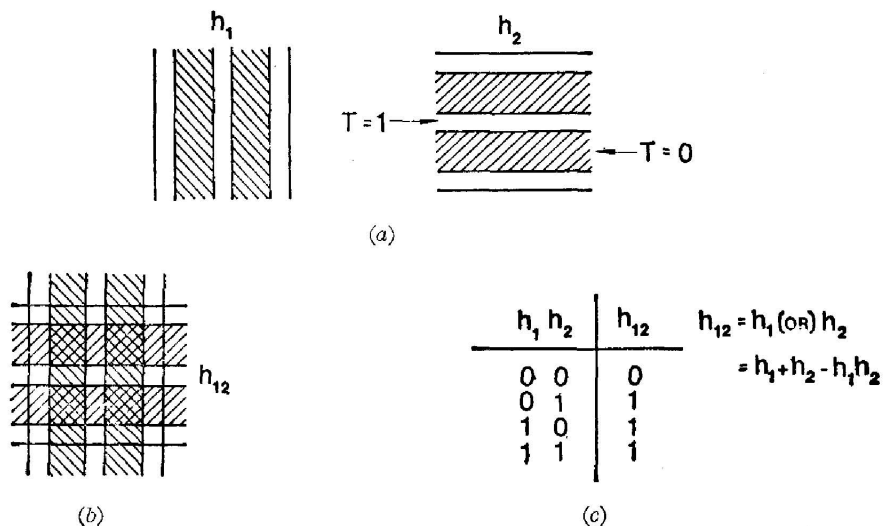 h₁ h₂
T = 1
T = 0
(a)
h₁₂
(b)
h₁ h₂ h₁₂
0 0 0
0 1 1
1 0 1
1 1 1
h₁₂ = h₁ (OR) h₂
= h₁ + h₂ - h₁h₂
(c)